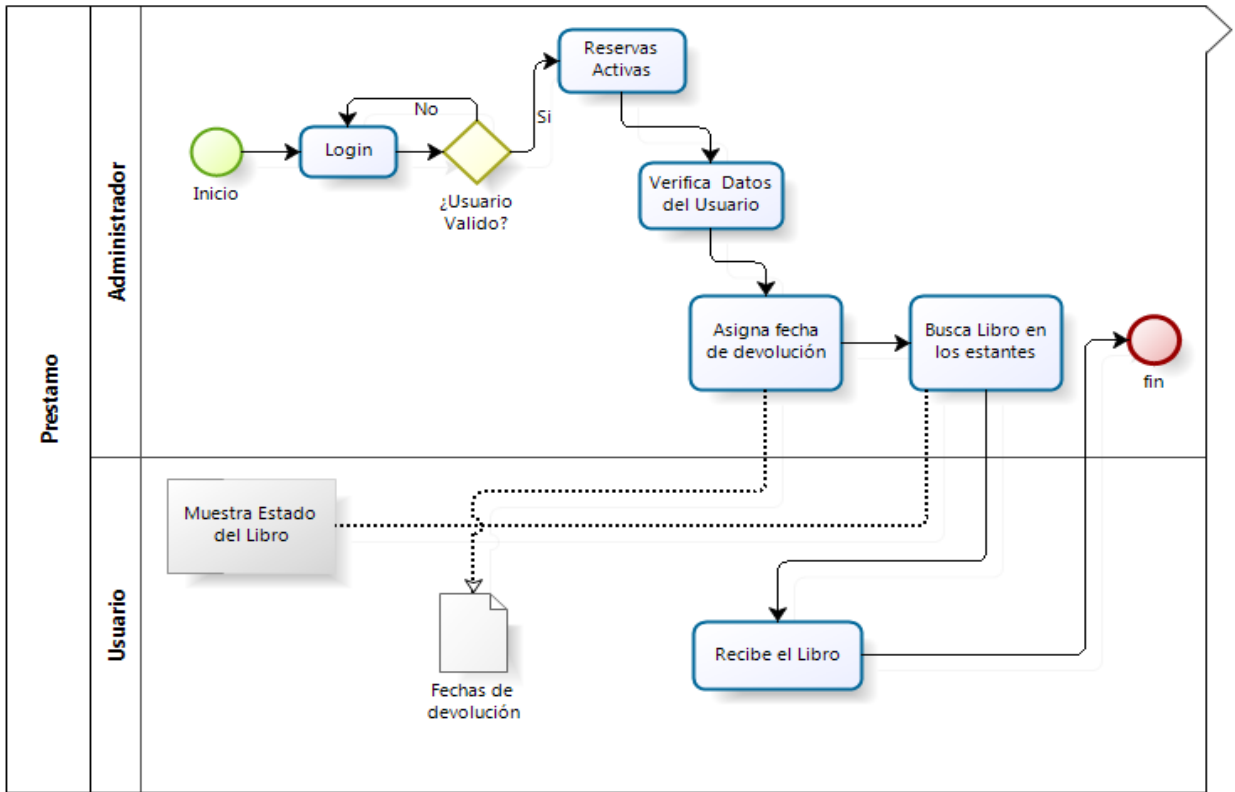 Prestamo
Administrador
Usuario
Inicio
Login
No
¿Usuario
Valido?
Si
Reservas
Activas
Verifica Datos
del Usuario
Asigna fecha
de devolución
Busca Libro en
los estantes
fin
Muestra Estado
del Libro
Fechas de
devolución
Recibe el Libro